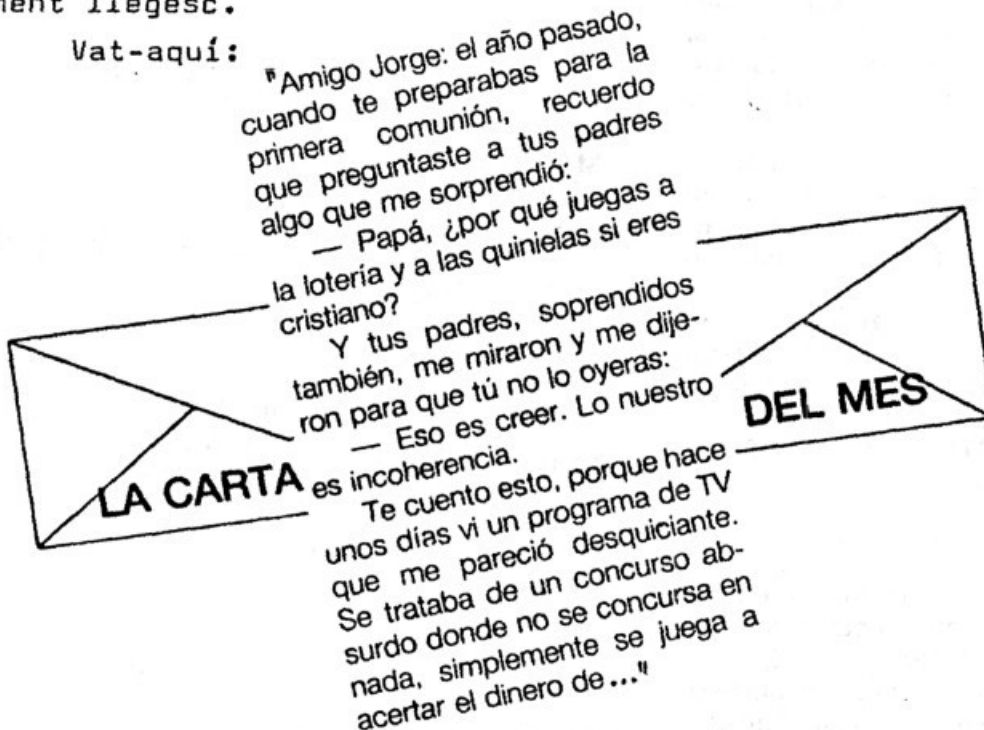 ment llegesc.
Vat-aquí:
"Amigo Jorge: el año pasado,
cuando te preparabas para la
primera comunión, recuerdo
que preguntaste a tus padres
algo que me sorprendió:
— Papá, ¿por qué juegas a
la lotería y a las quinielas si eres
cristiano?
Y tus padres, soprendidos
también, me miraron y me dije-
ron para que tú no lo oyeras:
— Eso es creer. Lo nuestro
es incoherencia.
Te cuento esto, porque hace
unos días vi un programa de TV
que me pareció desquiciante.
Se trataba de un concurso ab-
surdo donde no se concursa en
nada, simplemente se juega a
acertar el dinero de..."
LA CARTA DEL MES